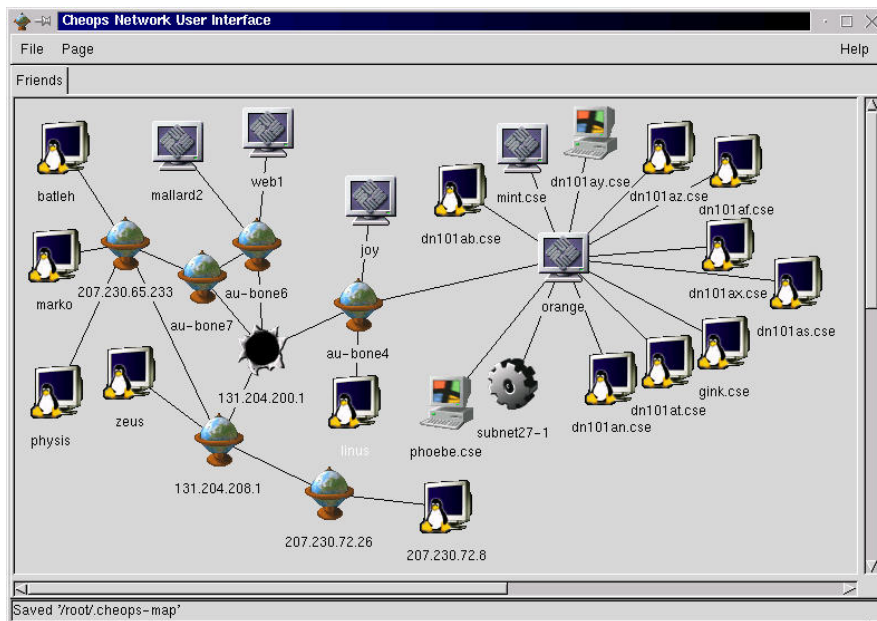 Cheops Network User Interface
File Page Help
Friends
batleh
mallard2
web1
joy
dn101ab.cse
mint.cse
dn101ay.cse
dn101az.cse
dn101af.cse
marko
207.230.65.233
au-bone7
au-bone6
131.204.200.1
au-bone4
orange
dn101ax.cse
dn101as.cse
physis
zeus
131.204.208.1
linus
phoebe.cse
subnet27-1
dn101an.cse
dn101at.cse
gink.cse
207.230.72.26
207.230.72.8
Saved '/root/.cheops-map'